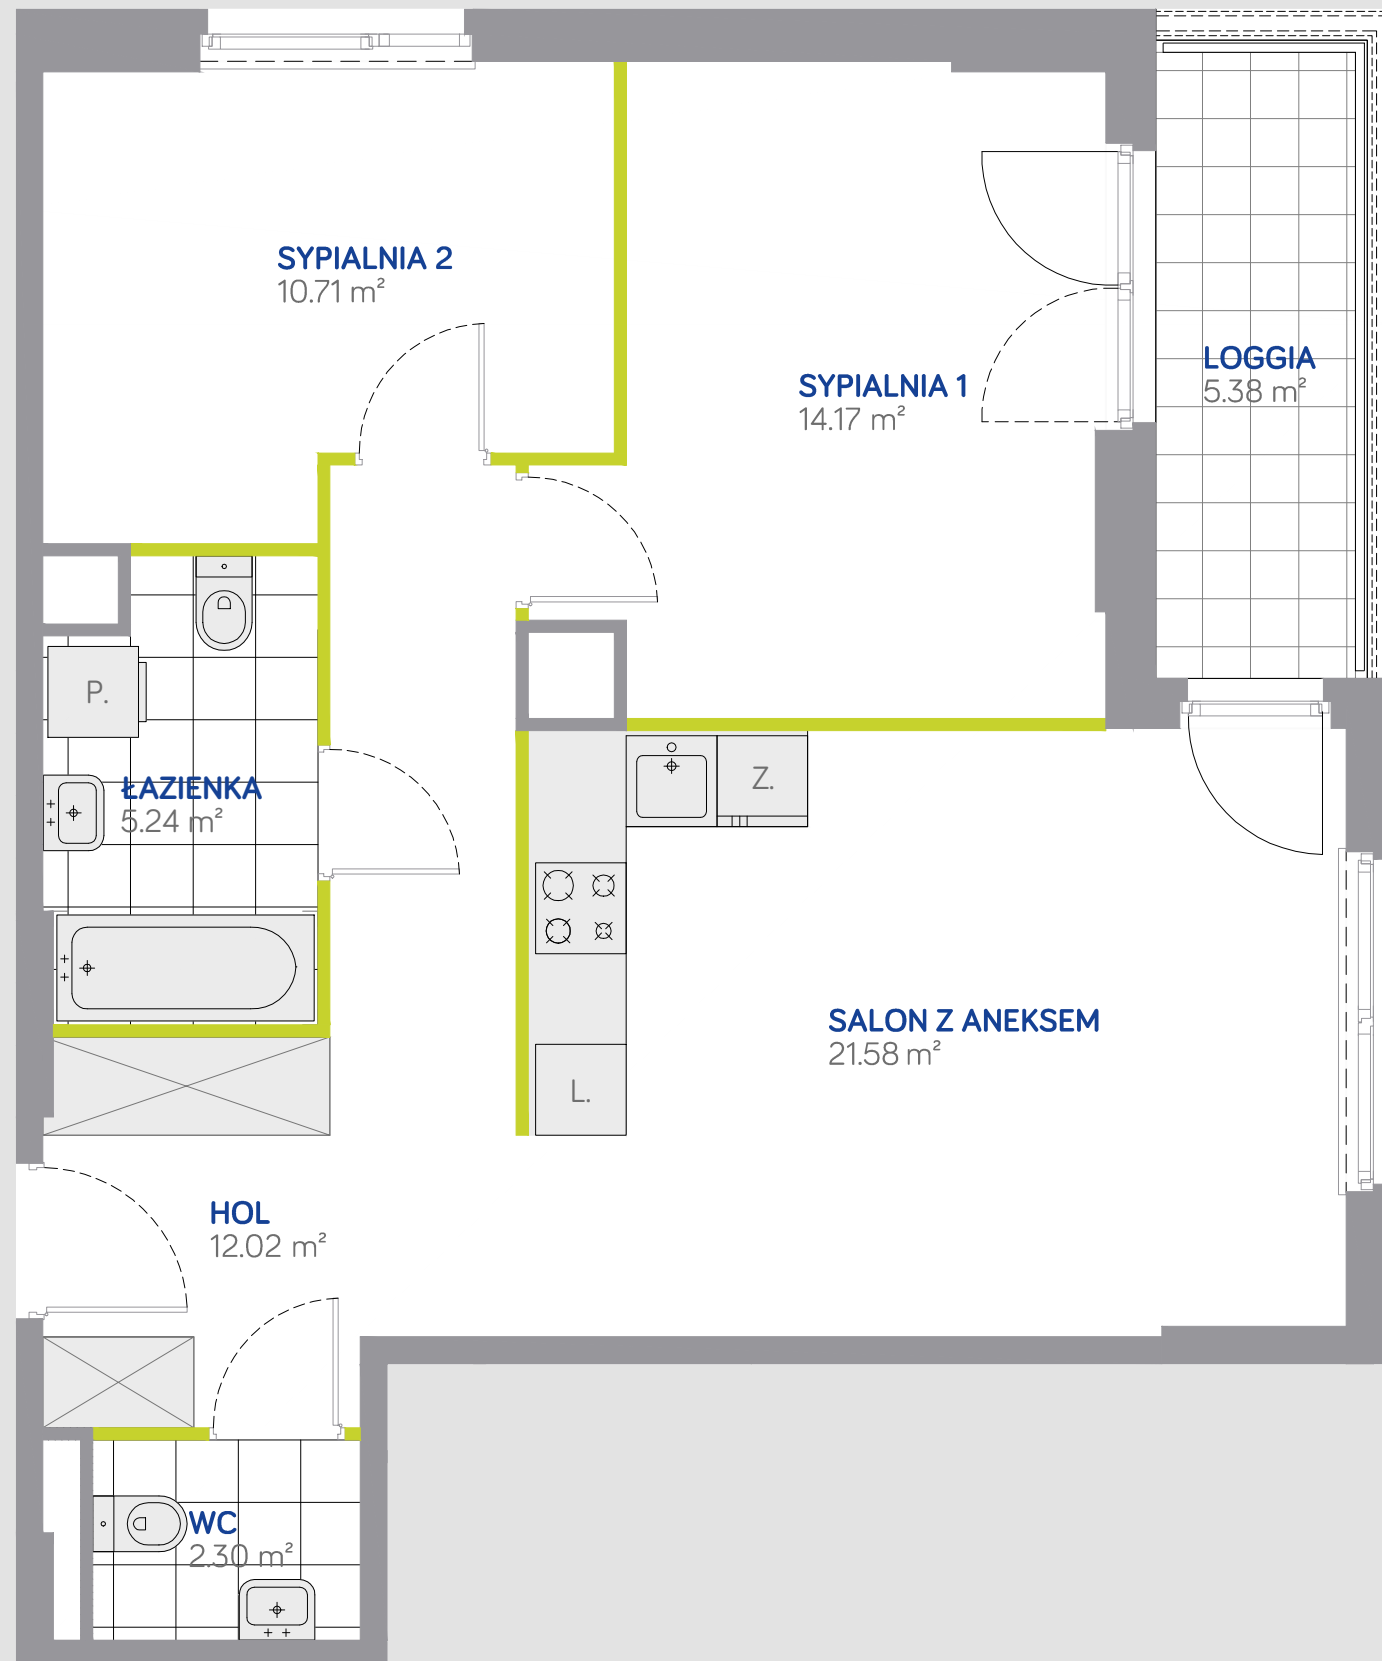 SYPIALNIA 2
10.71 m²
SYPIALNIA 1
14.17 m²
LOGGIA
5.38 m²
P.
ŁAZIENKA
5.24 m²
Z.
L.
SALON Z ANEKSEM
21.58 m²
HOL
12.02 m²
WC
2.30 m²